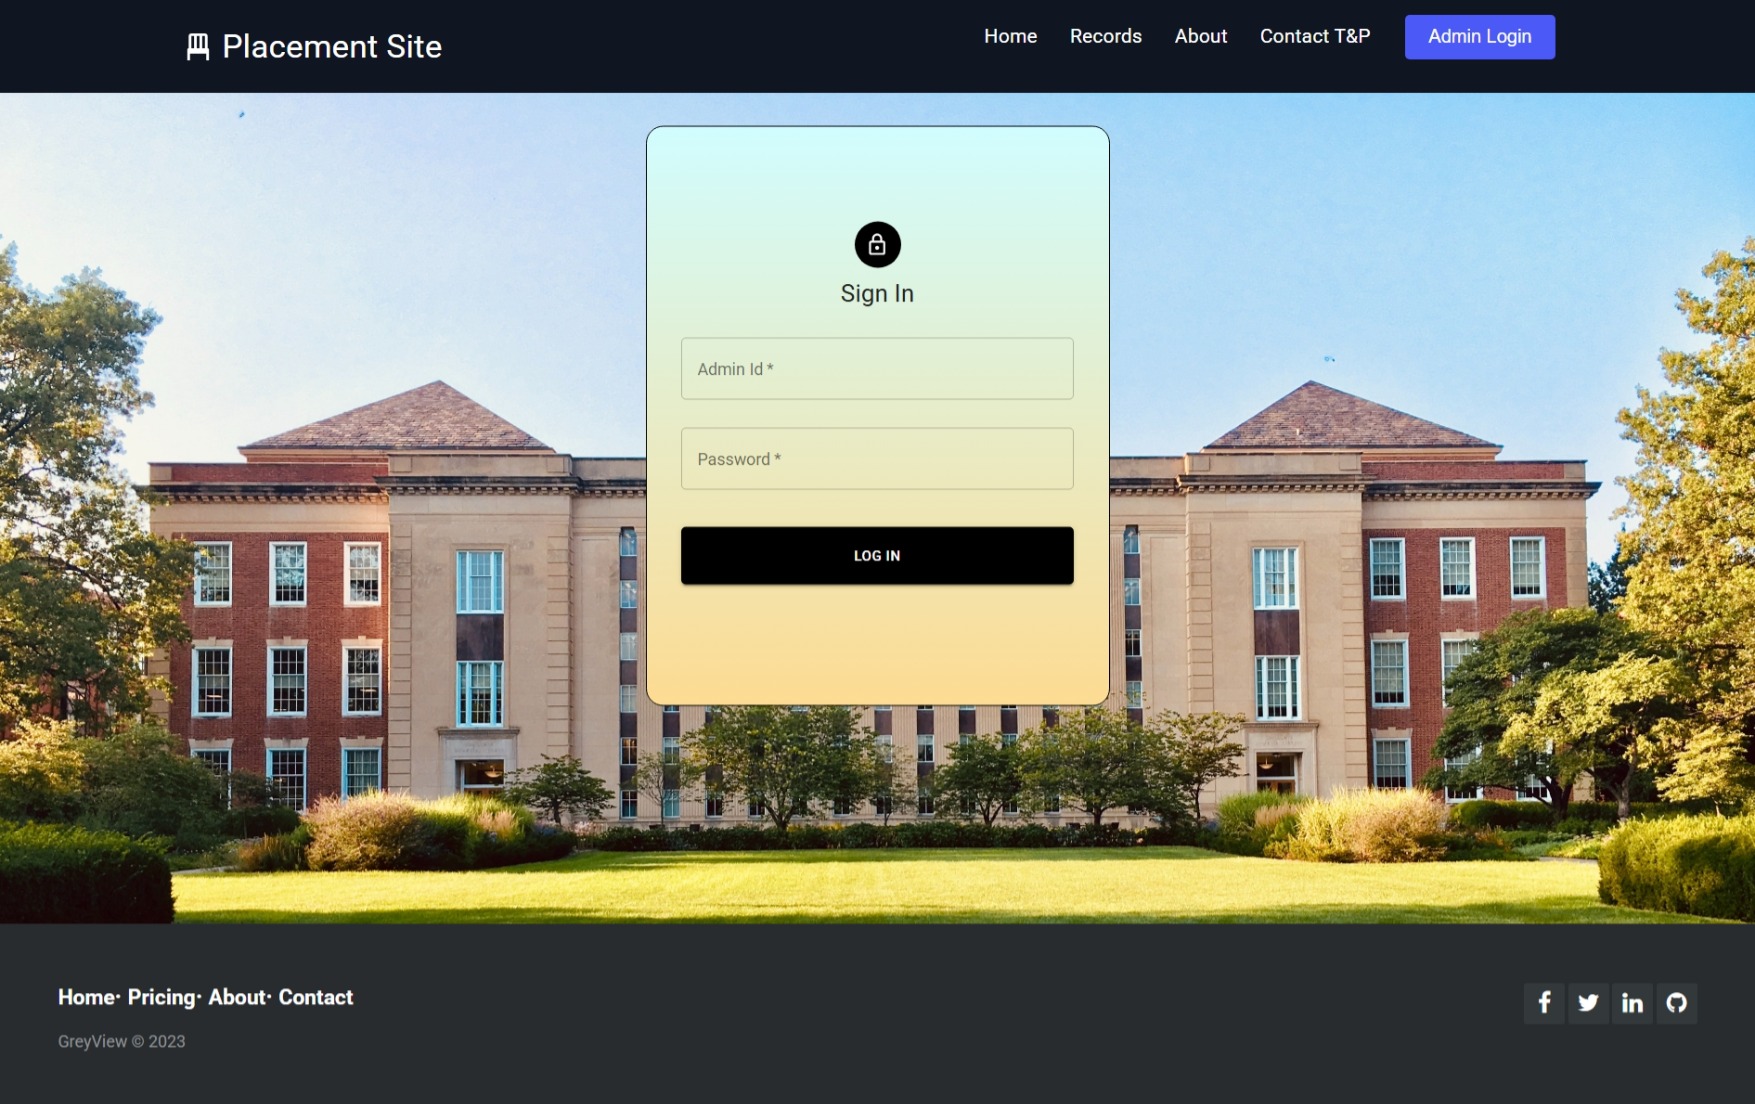 Placement Site
Home Records About Contact T&P Admin Login
Sign In
Admin Id *
Password *
LOG IN
Home· Pricing· About· Contact
GreyView © 2023